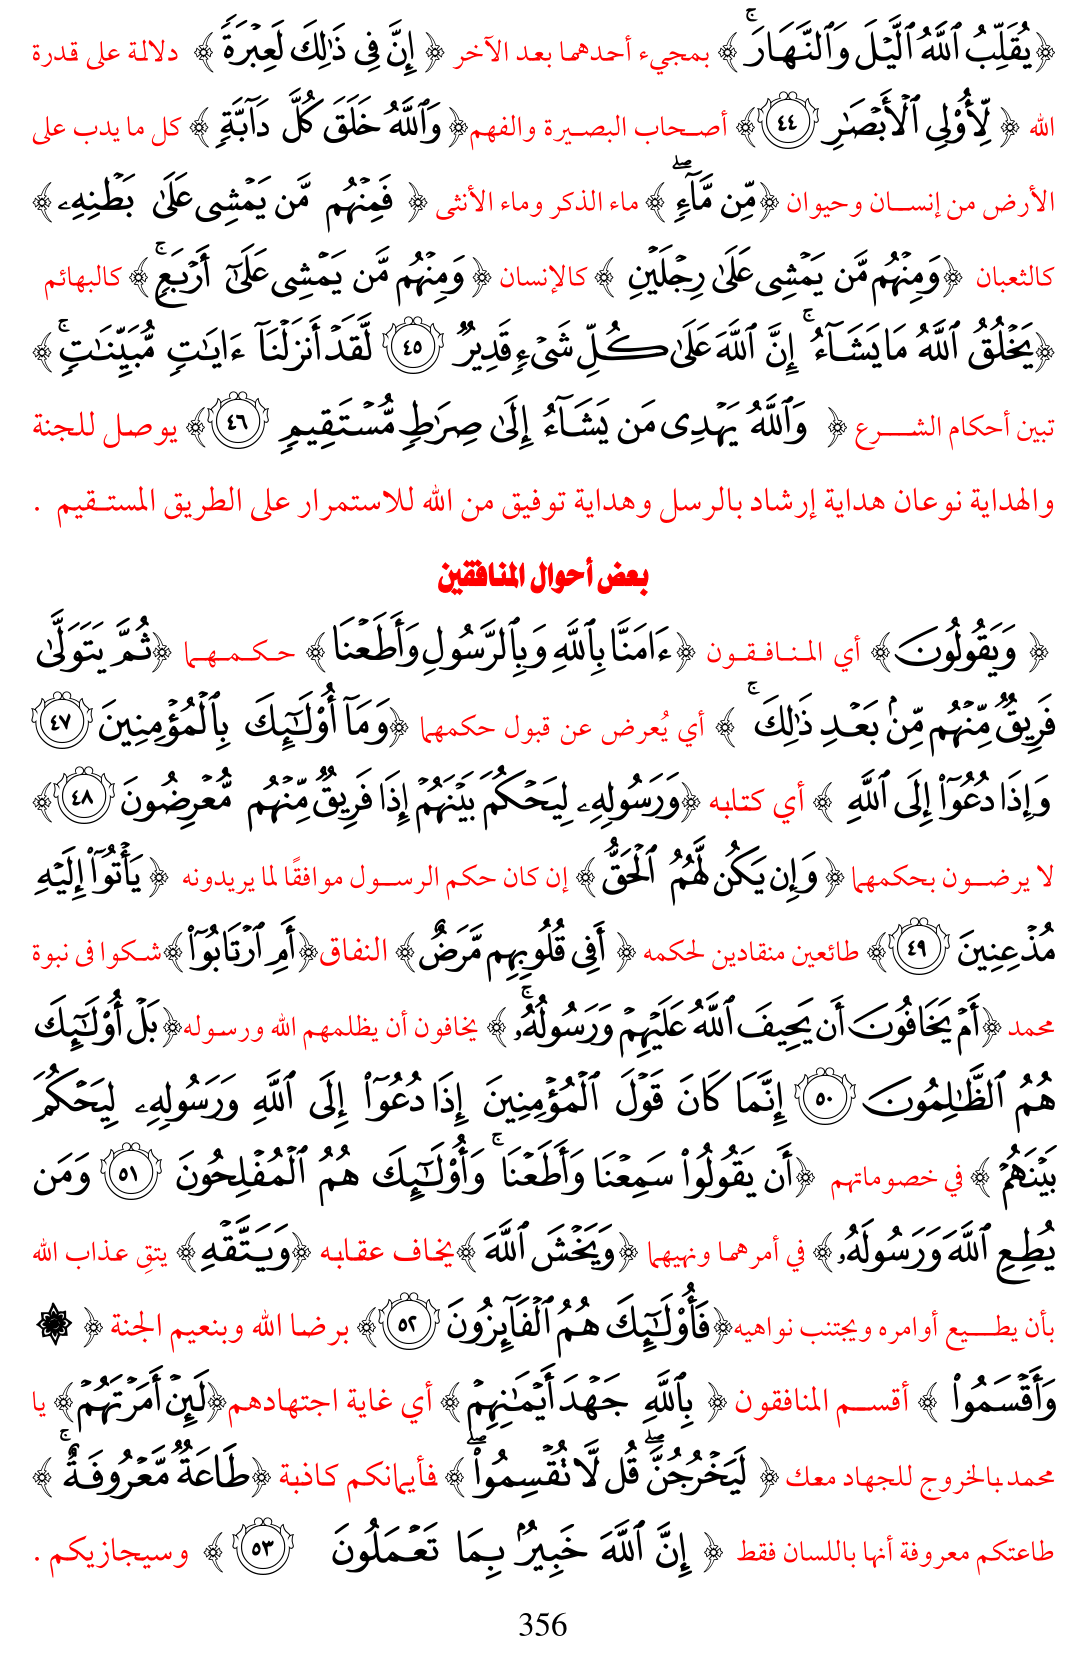 ﴿يُقَلِّبُ ٱللَّهُ ٱلَّيۡلَ وَٱلنَّهَارَۚ﴾ بمجيء أحدهما بعد الآخر ﴿ إِنَّ فِي ذَٰلِكَ لَعِبۡرَةٗ ﴾ دلالة على قدرة
الله ﴿ لِّأُوْلِي ٱلۡأَبۡصَٰرِ ٤٤﴾ أصحاب البصيرة والفهم﴿ وَٱللَّهُ خَلَقَ كُلَّ دَآبَّةٖ ﴾ كل ما يدب على
الأرض من إنسان وحيوان ﴿مِّن مَّآءٖۖ ﴾ ماء الذكر وماء الأنثى ﴿ فَمِنۡهُم مَّن يَمۡشِي عَلَىٰ بَطۡنِهِۦ ﴾
كالثعبان ﴿وَمِنۡهُم مَّن يَمۡشِي عَلَىٰ رِجۡلَيۡنِ ﴾ كالإنسان ﴿ وَمِنۡهُم مَّن يَمۡشِي عَلَىٰٓ أَرۡبَعٖۚ ﴾ كالبهائم
﴿يَخۡلُقُ ٱللَّهُ مَا يَشَآءُۚ إِنَّ ٱللَّهَ عَلَىٰ كُلِّ شَيۡءٖ قَدِيرٞ ٤٥ لَّقَدۡ أَنزَلۡنَآ ءَايَٰتٖ مُّبَيِّنَٰتٖۚ ﴾
تبين أحكام الشرع ﴿ وَٱللَّهُ يَهۡدِي مَن يَشَآءُ إِلَىٰ صِرَٰطٖ مُّسۡتَقِيمٖ ٤٦ ﴾ يوصل للجنة
والهداية نوعان هداية إرشاد بالرسل وهداية توفيق من الله للاستمرار على الطريق المستقيم .
بعض أحوال المنافقين
﴿ وَيَقُولُونَ﴾ أي المنافقون ﴿ءَامَنَّا بِٱللَّهِ وَبِٱلرَّسُولِ وَأَطَعۡنَا﴾ حكمهما ﴿ثُمَّ يَتَوَلَّىٰ
فَرِيقٞ مِّنۡهُم مِّنۢ بَعۡدِ ذَٰلِكَۚ ﴾ أي يُعرض عن قبول حكمهما ﴿وَمَآ أُوْلَٰٓئِكَ بِٱلۡمُؤۡمِنِينَ ٤٧
وَإِذَا دُعُوٓاْ إِلَى ٱللَّهِ ﴾ أي كتابه ﴿وَرَسُولِهِۦ لِيَحۡكُمَ بَيۡنَهُمۡ إِذَا فَرِيقٞ مِّنۡهُم مُّعۡرِضُونَ ٤٨﴾
لا يرضون بحكمهما ﴿ وَإِن يَكُن لَّهُمُ ٱلۡحَقُّ ﴾ إن كان حكم الرسول موافقًا لما يريدونه ﴿ يَأۡتُوٓاْ إِلَيۡهِ
مُذۡعِنِينَ ٤٩﴾ طائعين منقادين لحكمه ﴿ أَفِي قُلُوبِهِم مَّرَضٌ ﴾ النفاق﴿أَمِ ٱرۡتَابُوٓاْ ﴾شكوا فى نبوة
محمد ﴿أَمۡ يَخَافُونَ أَن يَحِيفَ ٱللَّهُ عَلَيۡهِمۡ وَرَسُولُهُۥۚ ﴾ يخافون أن يظلمهم الله ورسوله﴿بَلۡ أُوْلَٰٓئِكَ
هُمُ ٱلظَّٰلِمُونَ ٥٠ إِنَّمَا كَانَ قَوۡلَ ٱلۡمُؤۡمِنِينَ إِذَا دُعُوٓاْ إِلَى ٱللَّهِ وَرَسُولِهِۦ لِيَحۡكُمَ
بَيۡنَهُمۡ ﴾ في خصوماتهم ﴿أَن يَقُولُواْ سَمِعۡنَا وَأَطَعۡنَاۚ وَأُوْلَٰٓئِكَ هُمُ ٱلۡمُفۡلِحُونَ ٥١ وَمَن
يُطِعِ ٱللَّهَ وَرَسُولَهُۥ ﴾ في أمرهما ونهيهما ﴿وَيَخۡشَ ٱللَّهَ ﴾يخاف عقابه ﴿وَيَتَّقۡهِ ﴾ يتقِ عذاب الله
بأن يطيع أوامره ويجتنب نواهيه﴿فَأُوْلَٰٓئِكَ هُمُ ٱلۡفَآئِزُونَ ٥٢﴾ برضا الله وبنعيم الجنة ﴿ ۞
وَأَقۡسَمُواْ ﴾ أقسم المنافقون ﴿ بِٱللَّهِ جَهۡدَ أَيۡمَٰنِهِمۡ ﴾ أي غاية اجتهادهم﴿لَئِنۡ أَمَرۡتَهُمۡ﴾ يا
محمد بالخروج للجهاد معك ﴿ لَيَخۡرُجُنَّۖ قُل لَّا تُقۡسِمُواْۖ ﴾ فأيمانكم كاذبة ﴿طَاعَةٞ مَّعۡرُوفَةٌۚ ﴾
طاعتكم معروفة أنها باللسان فقط ﴿ إِنَّ ٱللَّهَ خَبِيرُۢ بِمَا تَعۡمَلُونَ ٥٣ ﴾ وسيجازيكم .
356